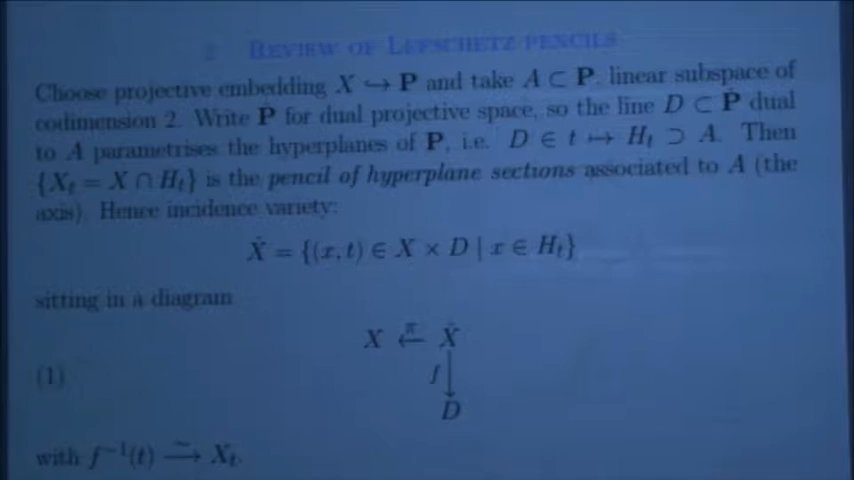 2 REVIEW OF LEFSCHETZ PENCILS
Choose projective embedding X ↪ P and take A ⊂ P, linear subspace of
codimension 2. Write P̌ for dual projective space, so the line D ⊂ P̌ dual
to A parametrises the hyperplanes of P, i.e. D ∈ t ↦ H_t ⊃ A. Then
{X_t = X ∩ H_t} is the pencil of hyperplane sections associated to A (the
axis). Hence incidence variety:
X̃ = {(x, t) ∈ X × D | x ∈ H_t}
sitting in a diagram
X ←π X̃
(1) f ↓
D
with f⁻¹(t) ⥲ X_t.